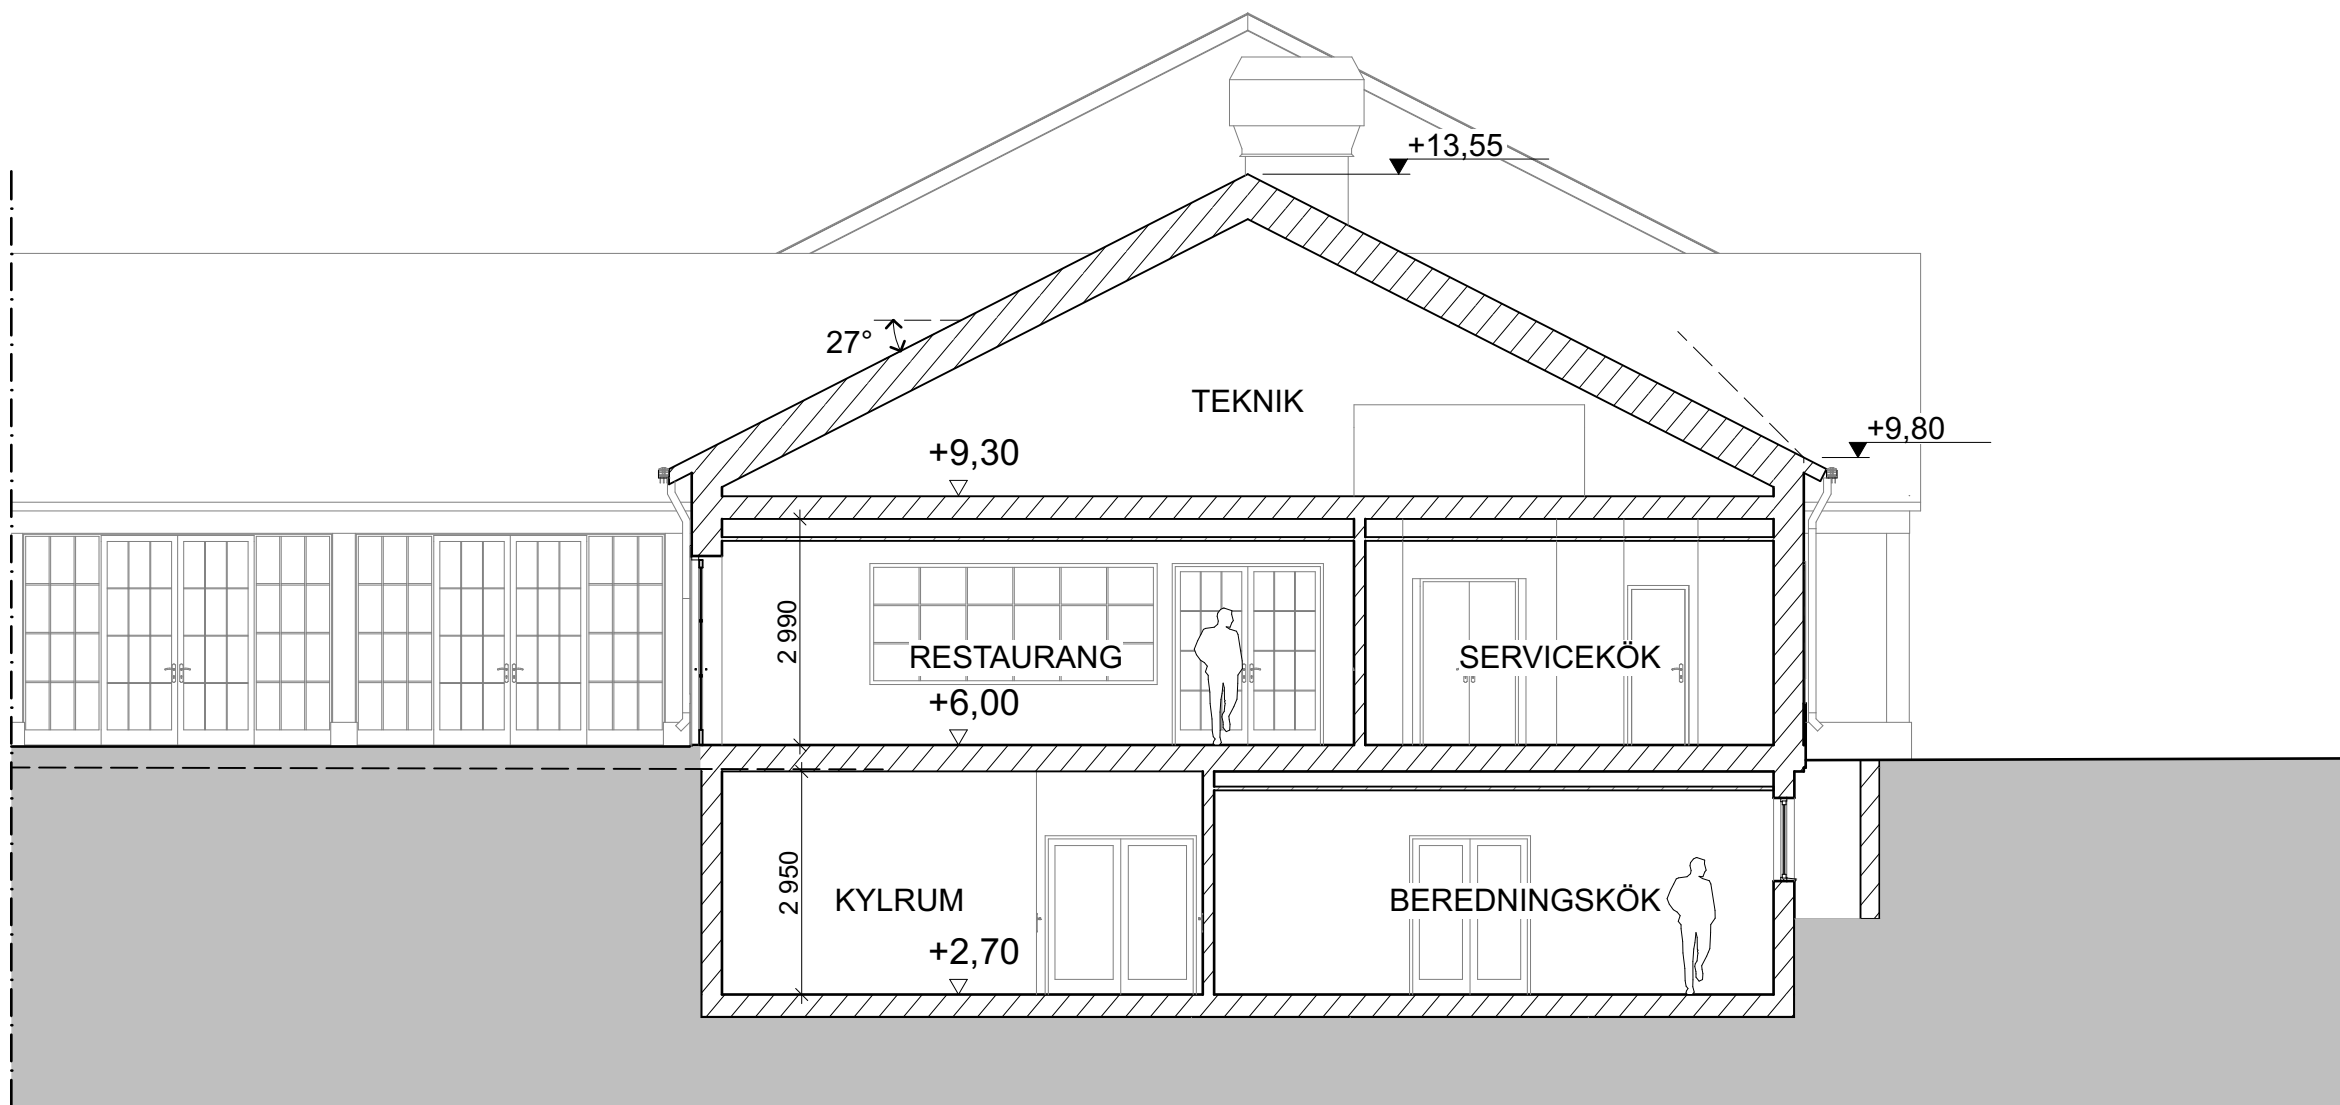 +13,55
27°
TEKNIK
+9,80
+9,30
2 990
RESTAURANG
SERVICEKÖK
+6,00
2 950
KYLRUM
BEREDNINGSKÖK
+2,70